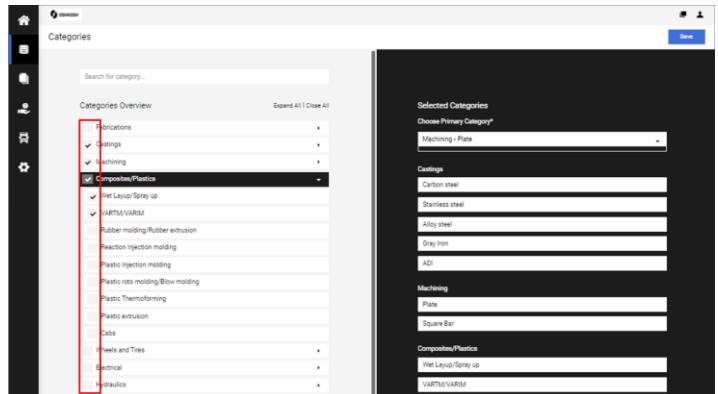 OSHKOSH
Categories
Save
Search for category...
Categories Overview
Expand All | Close All
Fabrications
Castings
Machining
Composites/Plastics
Wet Layup/Spray up
VARTM/VARIM
Rubber molding/Rubber extrusion
Reaction Injection molding
Plastic Injection molding
Plastic roto molding/Blow molding
Plastic Thermoforming
Plastic extrusion
Cabs
Wheels and Tires
Electrical
Hydraulics
Selected Categories
Choose Primary Category*
Machining - Plate
Castings
Carbon steel
Stainless steel
Alloy steel
Gray Iron
ADI
Machining
Plate
Square Bar
Composites/Plastics
Wet Layup/Spray up
VARTM/VARIM